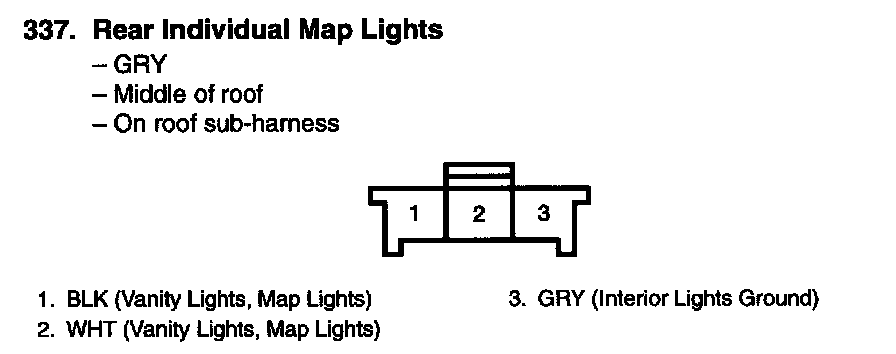 337. Rear Individual Map Lights
– GRY
– Middle of roof
– On roof sub-harness
1 2 3
1. BLK (Vanity Lights, Map Lights)
2. WHT (Vanity Lights, Map Lights)
3. GRY (Interior Lights Ground)